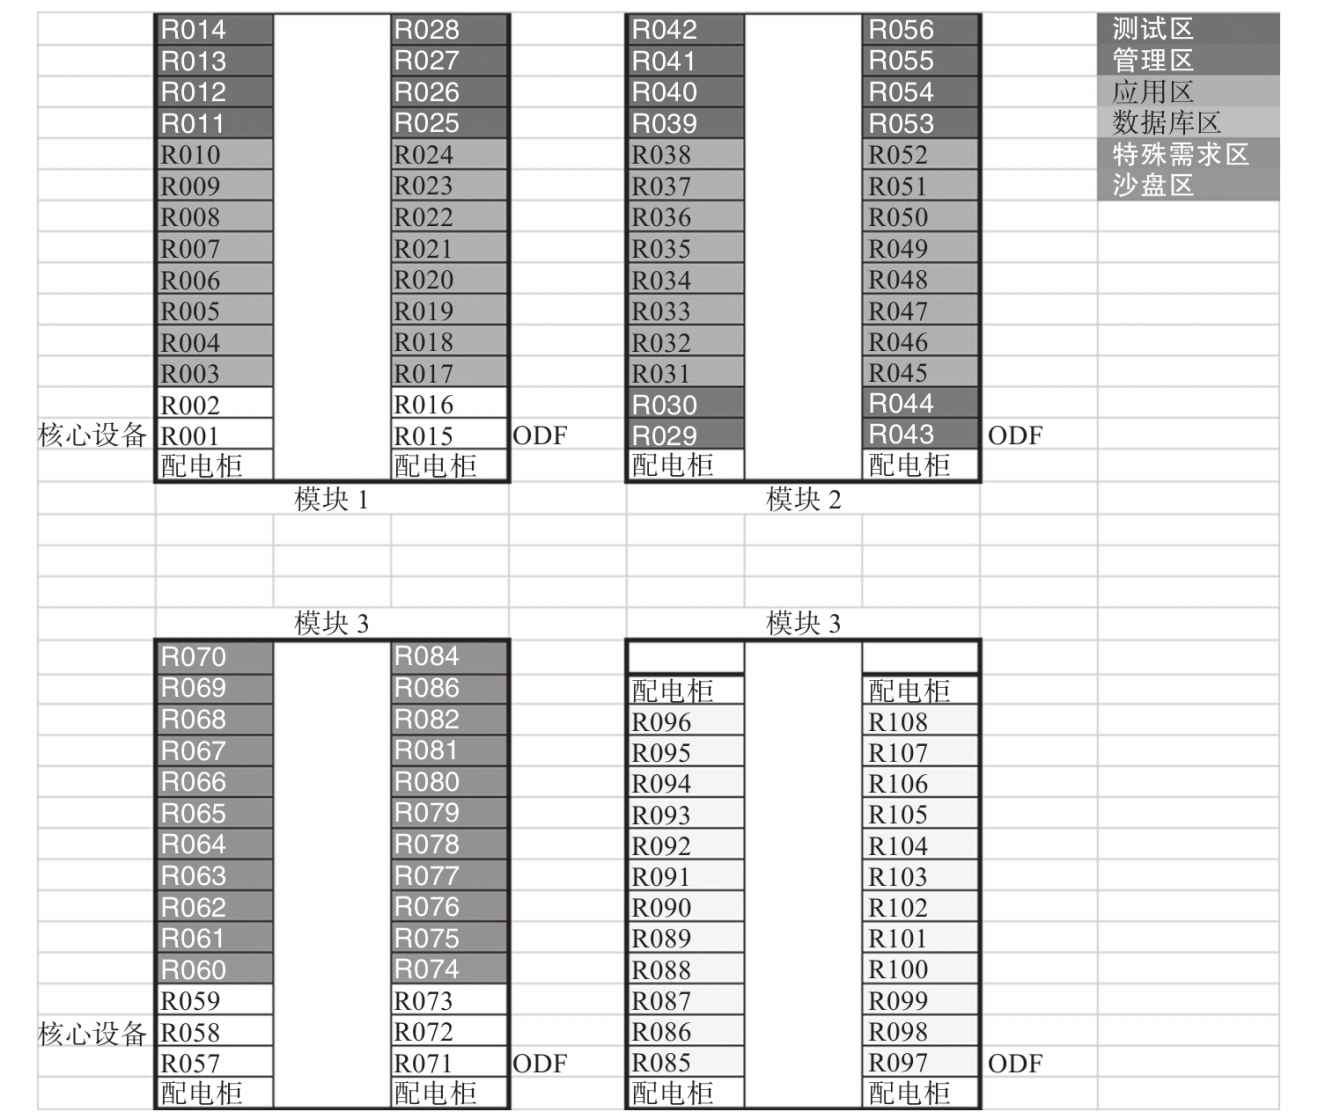 R014 R028 R042 R056 测试区
R013 R027 R041 R055 管理区
R012 R026 R040 R054 应用区
R011 R025 R039 R053 数据库区
R010 R024 R038 R052 特殊需求区
R009 R023 R037 R051 沙盘区
R008 R022 R036 R050
R007 R021 R035 R049
R006 R020 R034 R048
R005 R019 R033 R047
R004 R018 R032 R046
R003 R017 R031 R045
R002 R016 R030 R044
核心设备 R001 R015 ODF R029 R043 ODF
配电柜 配电柜 配电柜 配电柜
模块 1 模块 2
模块 3 模块 3
R070 R084
R069 R086 配电柜 配电柜
R068 R082 R096 R108
R067 R081 R095 R107
R066 R080 R094 R106
R065 R079 R093 R105
R064 R078 R092 R104
R063 R077 R091 R103
R062 R076 R090 R102
R061 R075 R089 R101
R060 R074 R088 R100
R059 R073 R087 R099
核心设备 R058 R072 R086 R098
R057 R071 ODF R085 R097 ODF
配电柜 配电柜 配电柜 配电柜